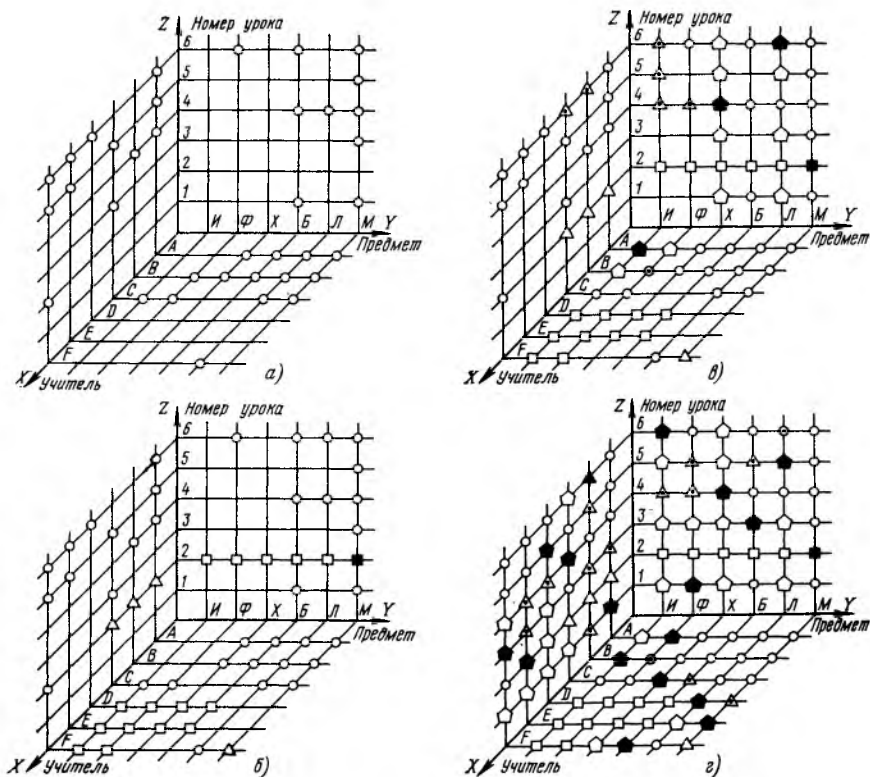 Z Номер урока
6
5
4
3
2
1
И Ф Х Б Л М Y
Предмет
A
B
C
D
E
F
X Учитель
а)
Z Номер урока
6
5
4
3
2
1
И Ф Х Б Л М Y
Предмет
A
B
C
D
E
F
X Учитель
в)
Z Номер урока
6
5
4
3
2
1
И Ф Х Б Л М Y
Предмет
A
B
C
D
E
F
X Учитель
б)
Z Номер урока
6
5
4
3
2
1
И Ф Х Б Л М Y
Предмет
A
B
C
D
E
F
X Учитель
г)